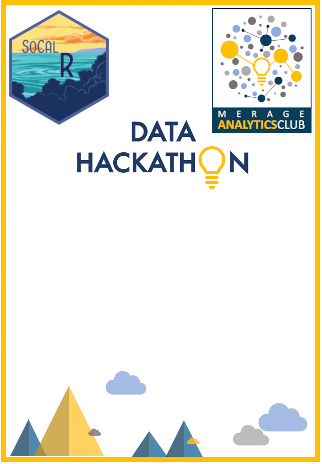 SOCAL
R
MERAGE
ANALYTICSCLUB
DATA
HACKATHON